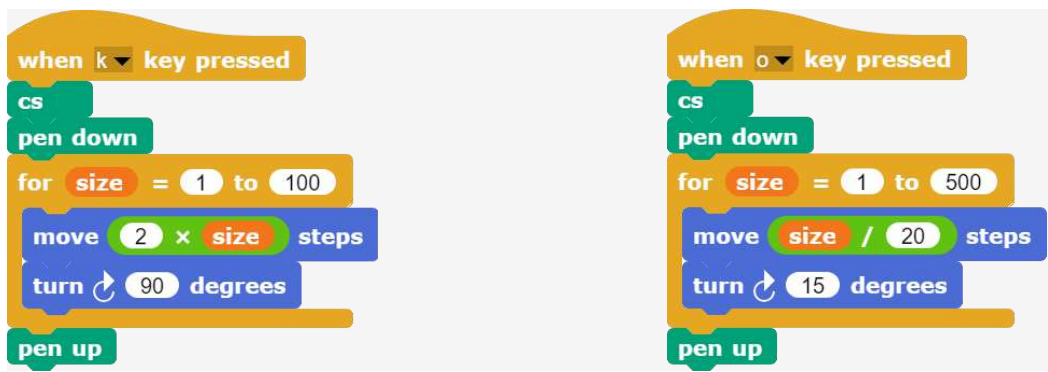 when k key pressed
cs
pen down
for size = 1 to 100
move 2 × size steps
turn 90 degrees
pen up
when o key pressed
cs
pen down
for size = 1 to 500
move size / 20 steps
turn 15 degrees
pen up